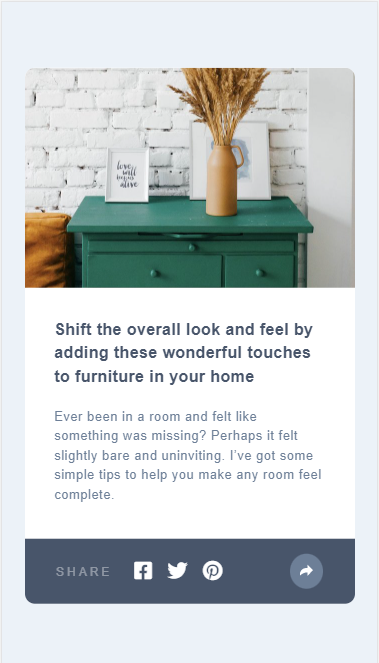 love
will
keep us
alive
Shift the overall look and feel by
adding these wonderful touches
to furniture in your home
Ever been in a room and felt like
something was missing? Perhaps it felt
slightly bare and uninviting. I’ve got some
simple tips to help you make any room feel
complete.
SHARE